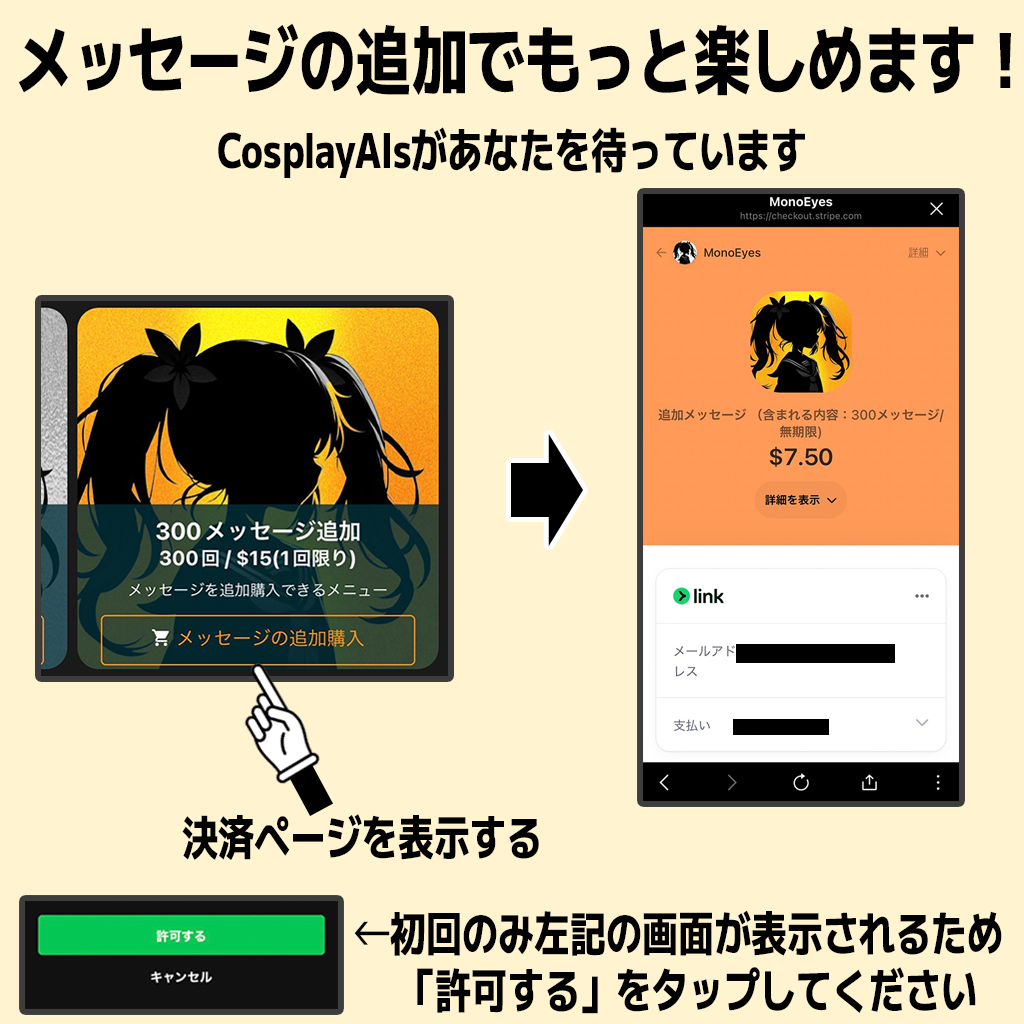 メッセージの追加でもっと楽しめます！
CosplayAIsがあなたを待っています
MonoEyes
https://checkout.stripe.com
MonoEyes
詳細
追加メッセージ （含まれる内容：300メッセージ/
無期限)
$7.50
詳細を表示
link
メールアド
レス
支払い
300メッセージ追加
300回 / $15(1回限り)
メッセージを追加購入できるメニュー
メッセージの追加購入
決済ページを表示する
許可する
キャンセル
←初回のみ左記の画面が表示されるため
「許可する」をタップしてください